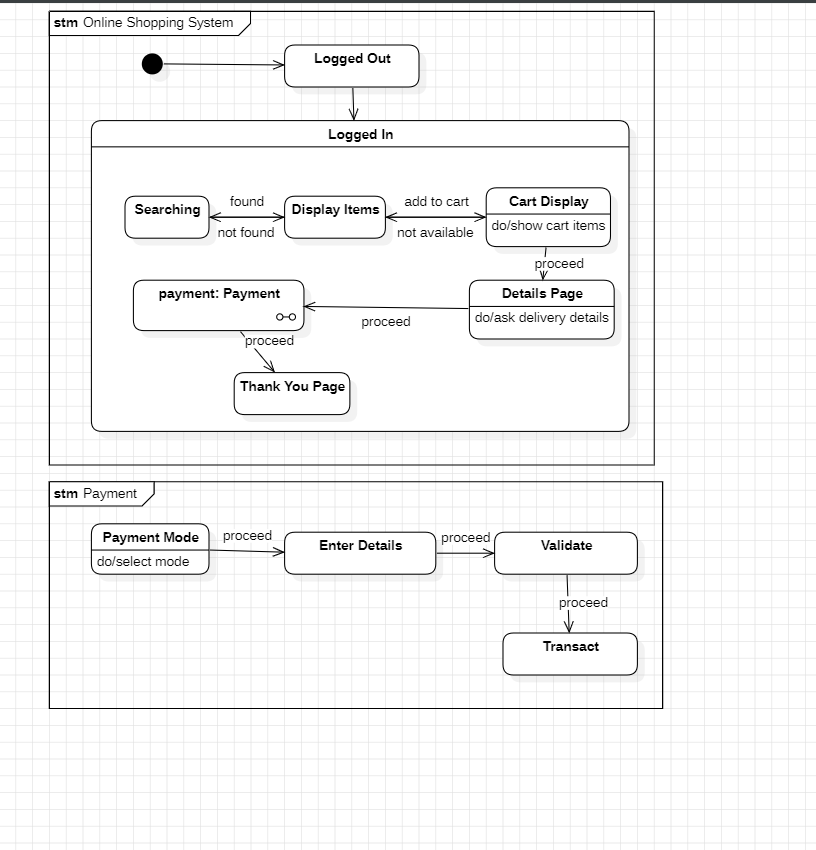 stm Online Shopping System
Logged Out
Logged In
Searching
found
not found
Display Items
add to cart
not available
Cart Display
do/show cart items
proceed
Details Page
do/ask delivery details
proceed
payment: Payment
proceed
Thank You Page
stm Payment
Payment Mode
do/select mode
proceed
Enter Details
proceed
Validate
proceed
Transact